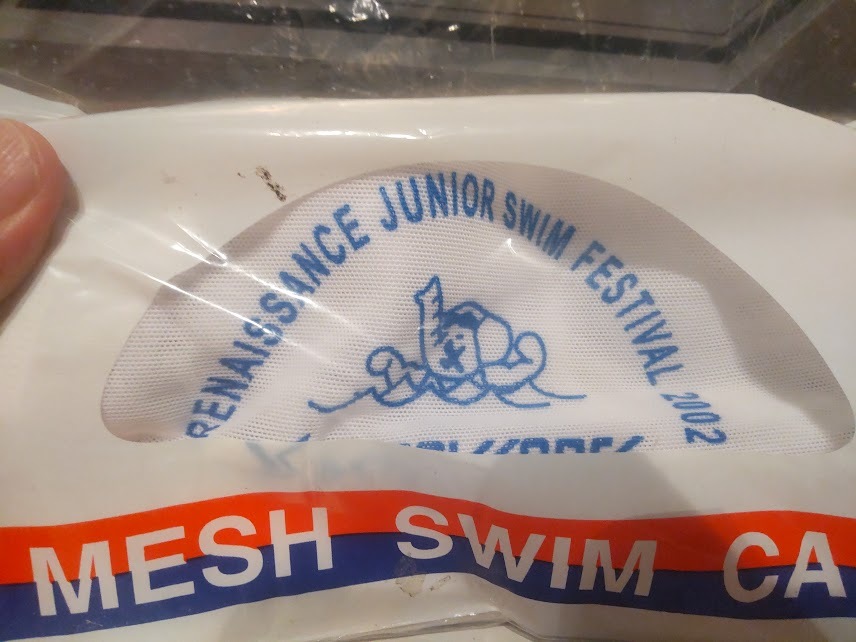 RENAISSANCE JUNIOR SWIM FESTIVAL 2002
MESH SWIM CA